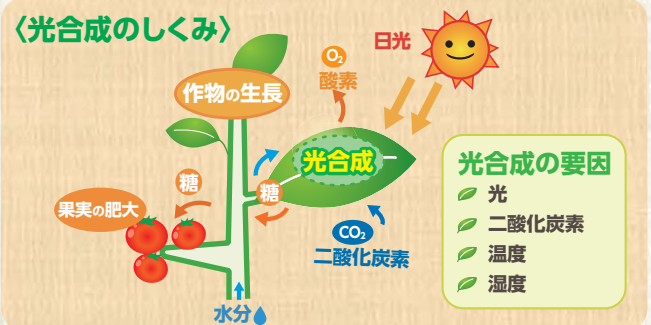 〈光合成のしくみ〉
日光
O₂
酸素
作物の生長
光合成
糖
糖
果実の肥大
CO₂
二酸化炭素
水分
光合成の要因
光
二酸化炭素
温度
湿度